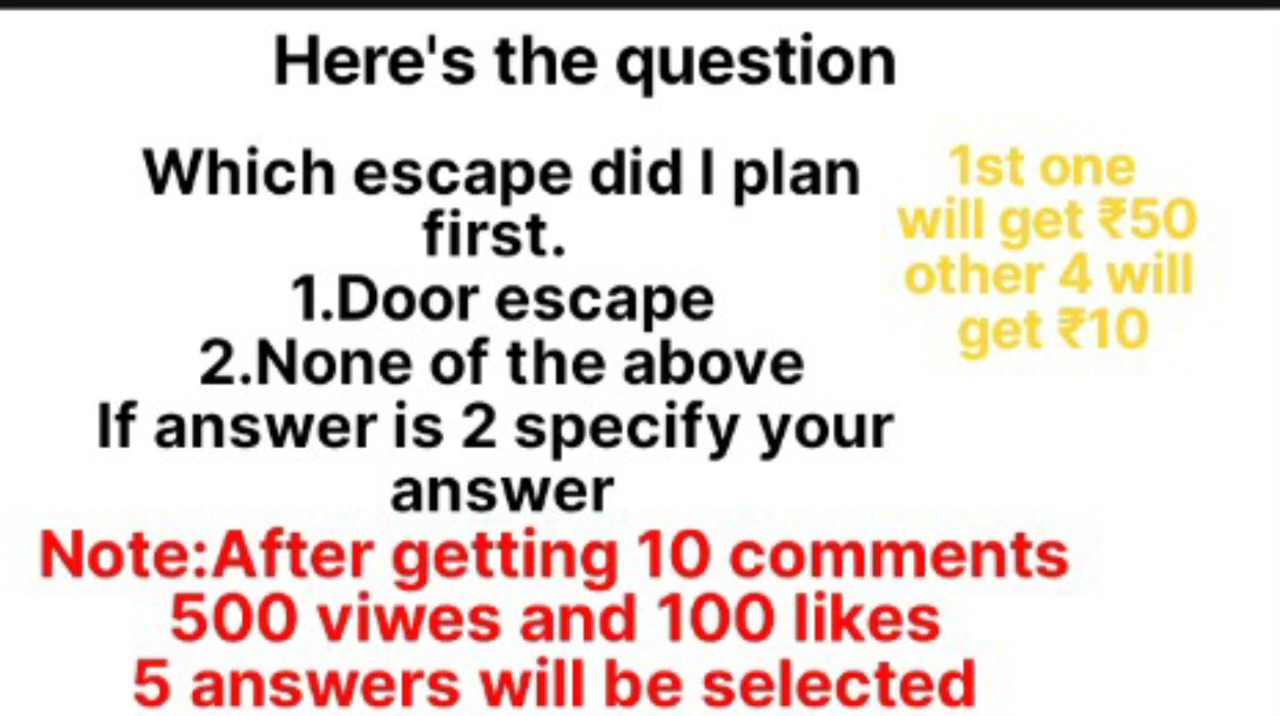 Here's the question
Which escape did I plan
first.
1.Door escape
2.None of the above
If answer is 2 specify your
answer
1st one
will get ₹50
other 4 will
get ₹10
Note:After getting 10 comments
500 viwes and 100 likes
5 answers will be selected